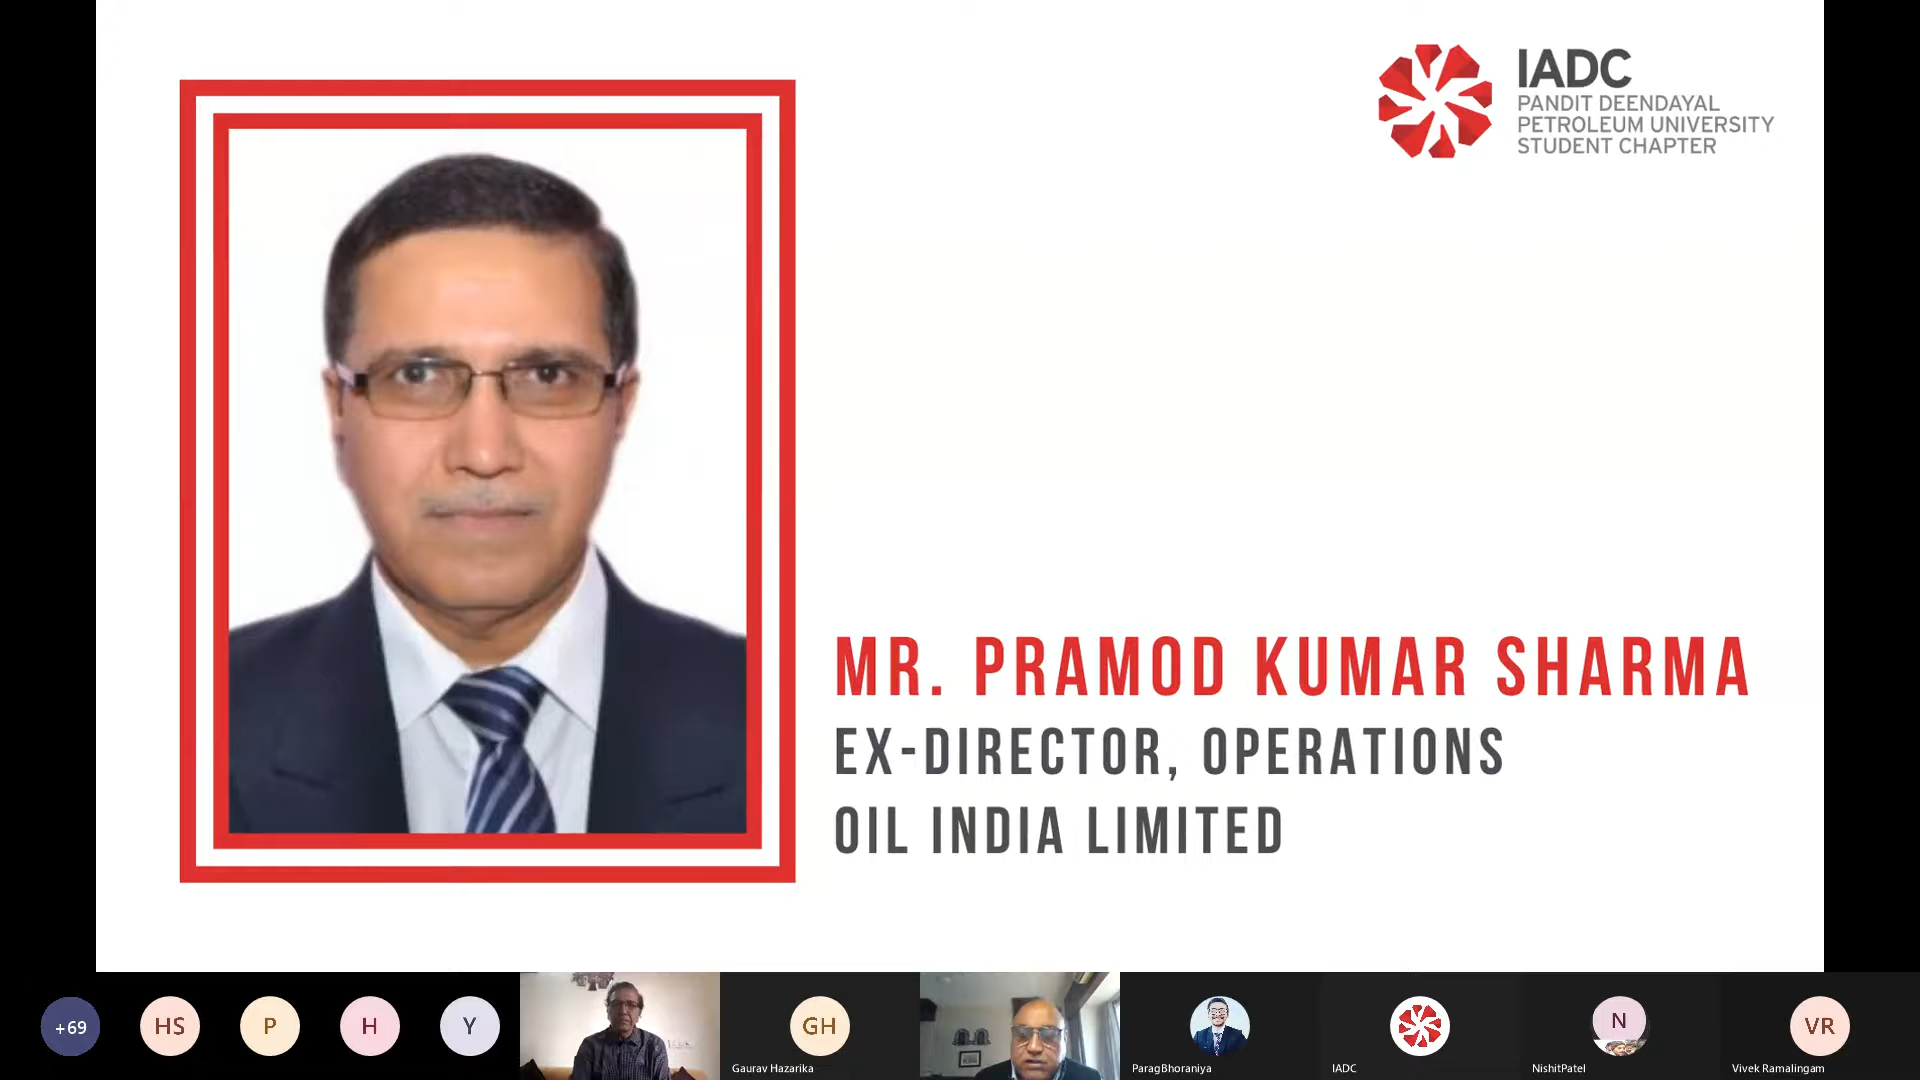 IADC
PANDIT DEENDAYAL
PETROLEUM UNIVERSITY
STUDENT CHAPTER
MR. PRAMOD KUMAR SHARMA
EX-DIRECTOR, OPERATIONS
OIL INDIA LIMITED
+69
HS
P
H
Y
GH
Gaurav Hazarika
ParagBhoraniya
IADC
N
NishitPatel
VR
Vivek Ramalingam